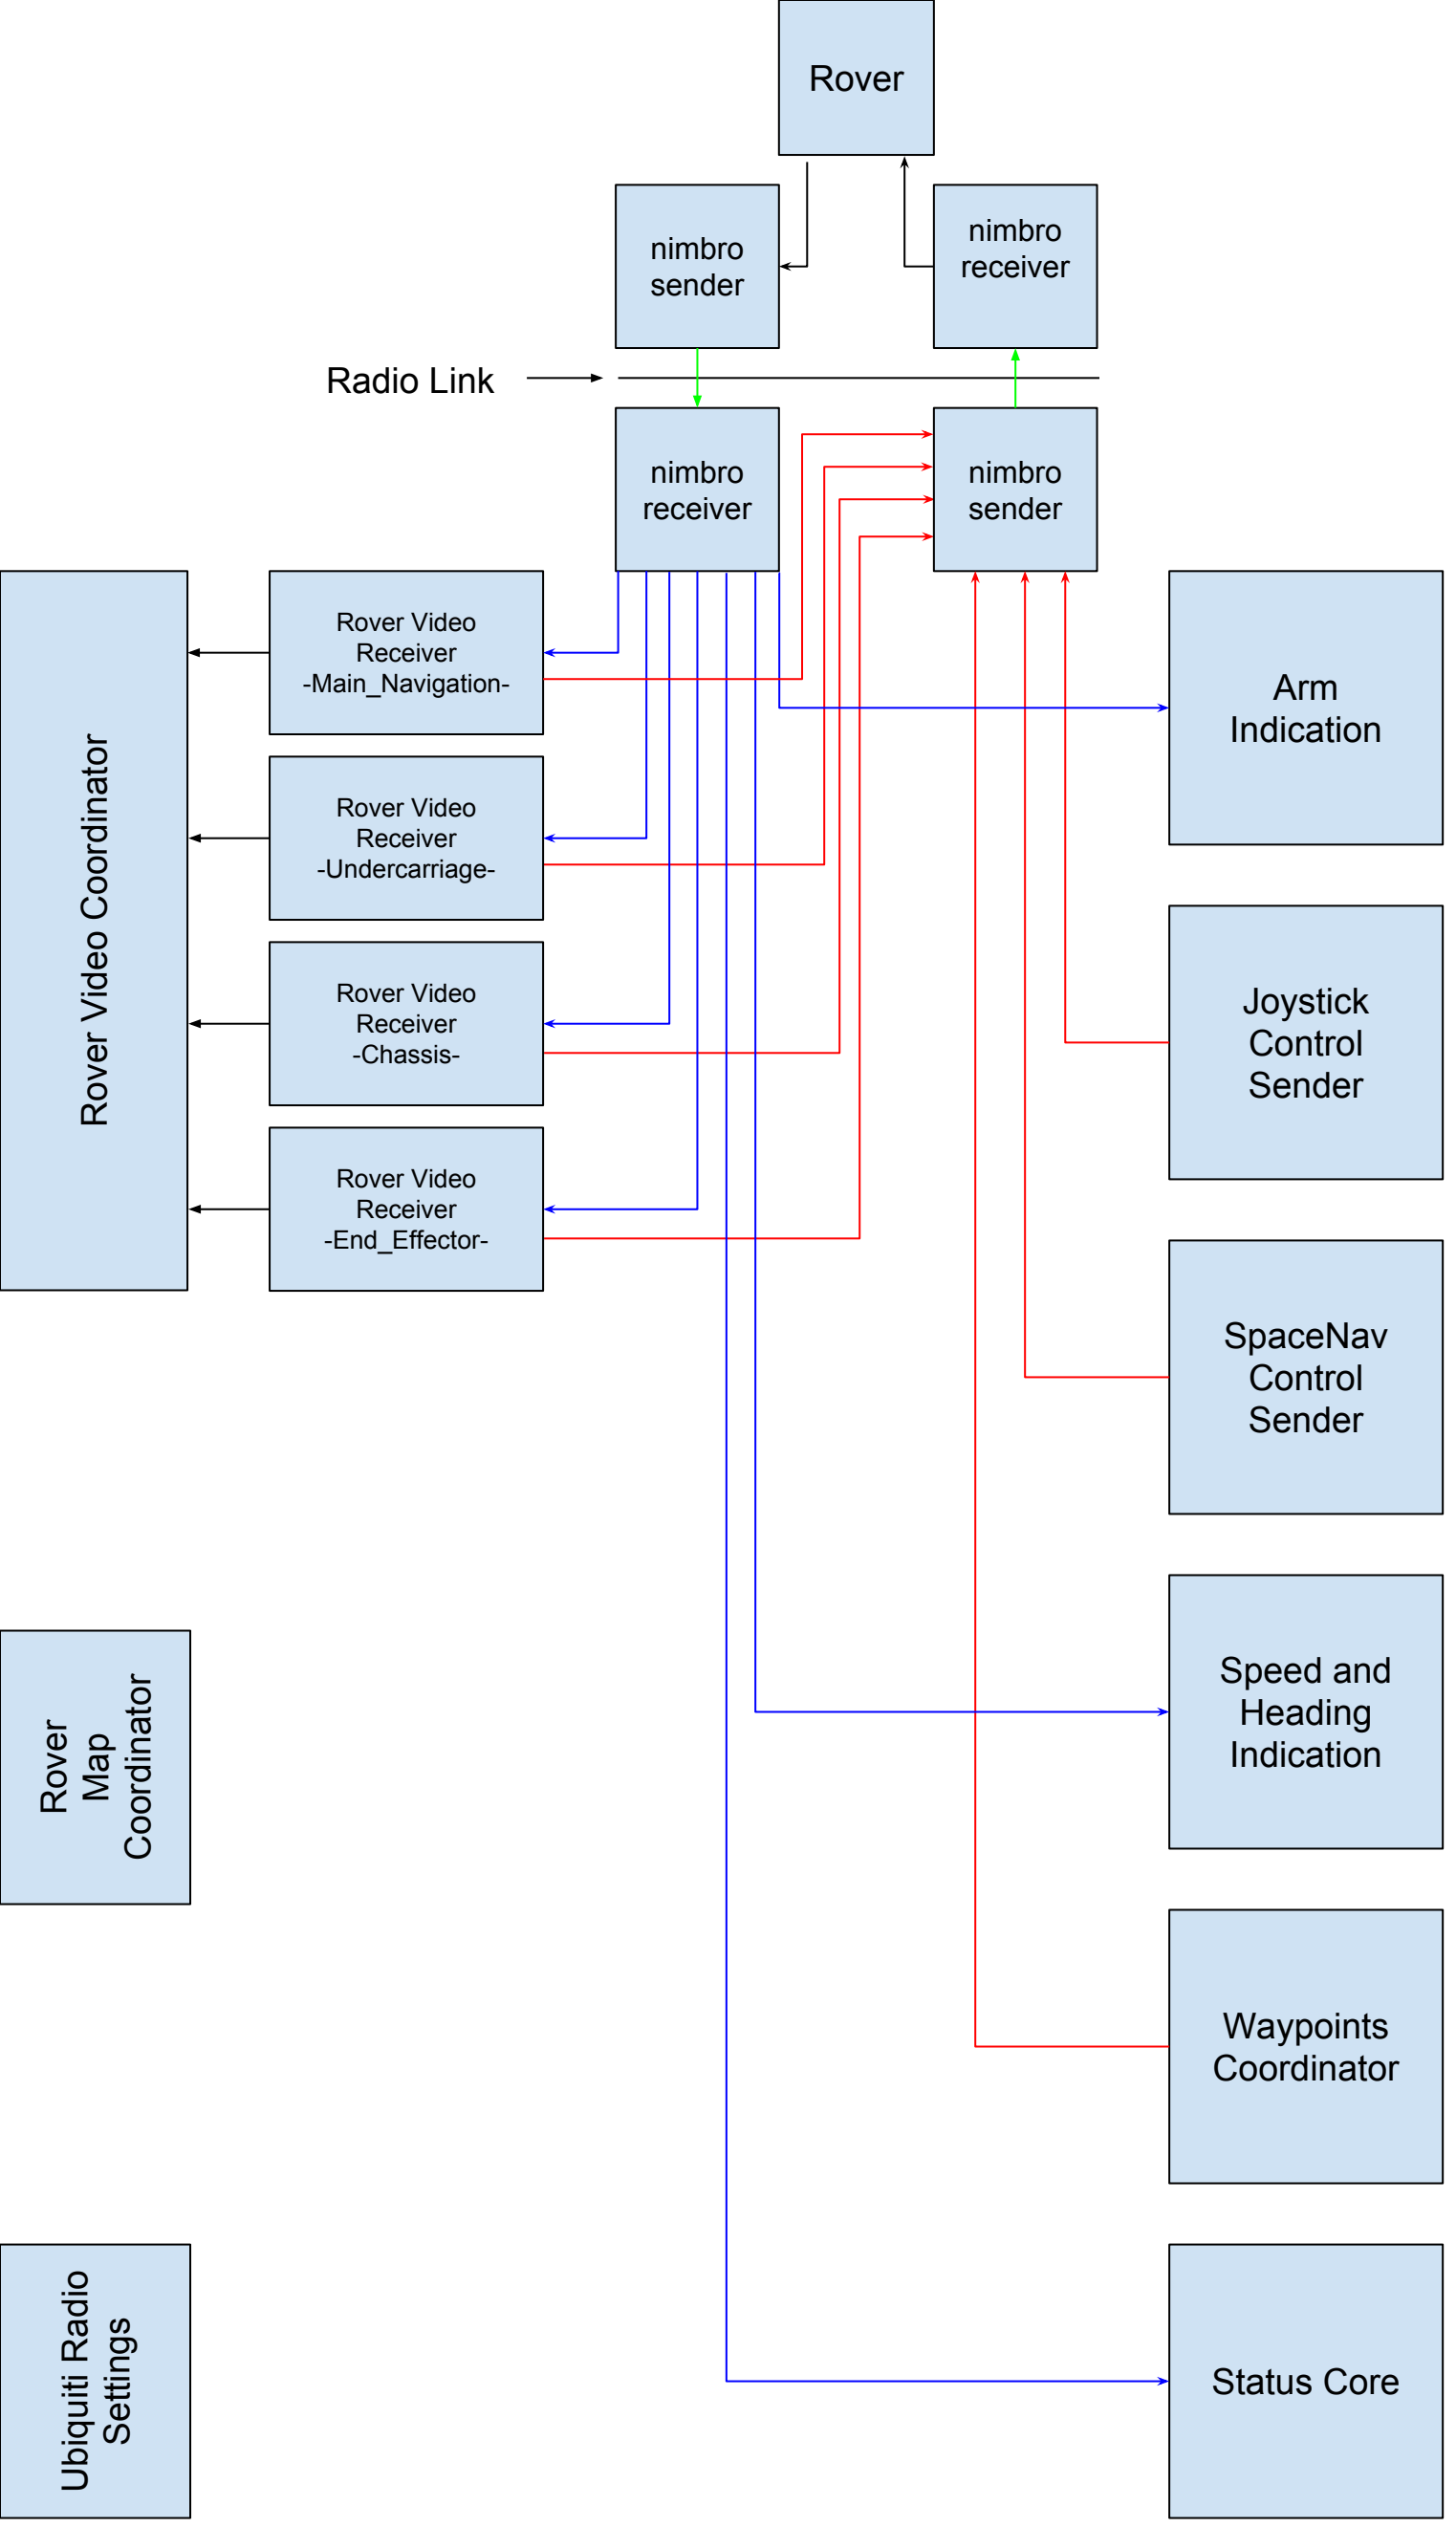 Rover
nimbro
sender
nimbro
receiver
Radio Link
nimbro
receiver
nimbro
sender
Rover Video Coordinator
Rover Video
Receiver
-Main_Navigation-
Rover Video
Receiver
-Undercarriage-
Rover Video
Receiver
-Chassis-
Rover Video
Receiver
-End_Effector-
Arm
Indication
Joystick
Control
Sender
SpaceNav
Control
Sender
Rover
Map
Coordinator
Speed and
Heading
Indication
Waypoints
Coordinator
Ubiquiti Radio
Settings
Status Core